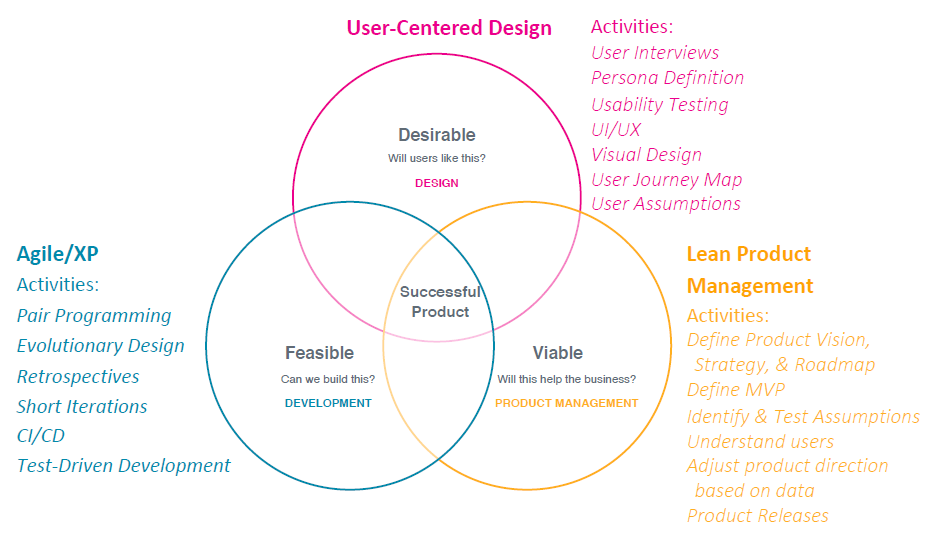 User-Centered Design
Activities:
User Interviews
Persona Definition
Usability Testing
UI/UX
Visual Design
User Journey Map
User Assumptions
Desirable
Will users like this?
DESIGN
Agile/XP
Activities:
Pair Programming
Evolutionary Design
Retrospectives
Short Iterations
CI/CD
Test-Driven Development
Successful
Product
Feasible
Can we build this?
DEVELOPMENT
Viable
Will this help the business?
PRODUCT MANAGEMENT
Lean Product
Management
Activities:
Define Product Vision,
Strategy, & Roadmap
Define MVP
Identify & Test Assumptions
Understand users
Adjust product direction
based on data
Product Releases